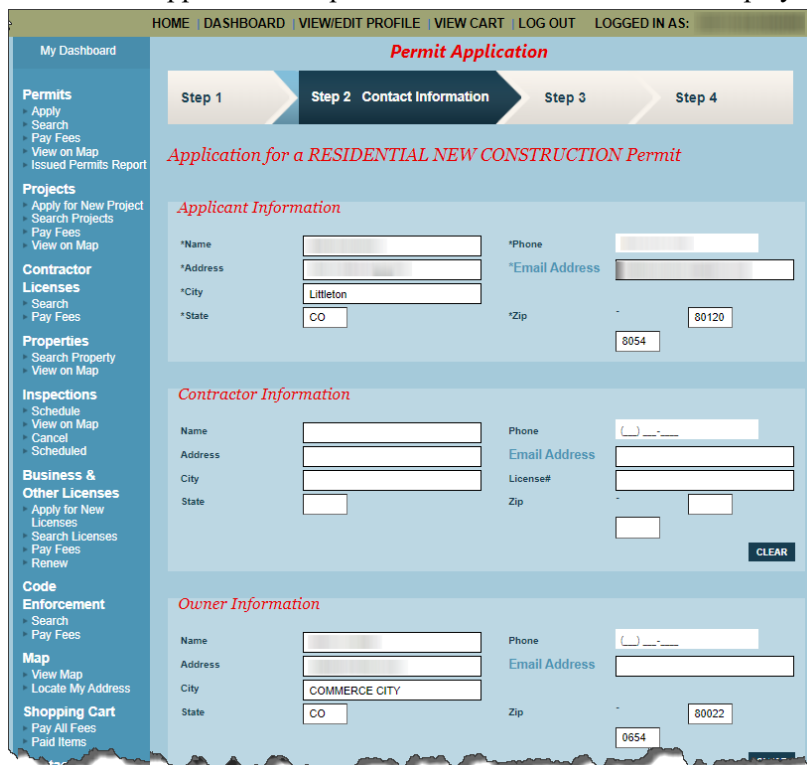 HOME | DASHBOARD | VIEW/EDIT PROFILE | VIEW CART | LOG OUT LOGGED IN AS:
My Dashboard
Permits
Apply
Search
Pay Fees
View on Map
Issued Permits Report
Projects
Apply for New Project
Search Projects
Pay Fees
View on Map
Contractor
Licenses
Search
Pay Fees
Properties
Search Property
View on Map
Inspections
Schedule
View on Map
Cancel
Scheduled
Business &
Other Licenses
Apply for New
Licenses
Search Licenses
Pay Fees
Renew
Code
Enforcement
Search
Pay Fees
Map
View Map
Locate My Address
Shopping Cart
Pay All Fees
Paid Items
Permit Application
Step 1 Step 2 Contact Information Step 3 Step 4
Application for a RESIDENTIAL NEW CONSTRUCTION Permit
Applicant Information
*Name *Phone
*Address *Email Address
*City Littleton
*State CO *Zip - 80120
8054
Contractor Information
Name Phone (__) ___-____
Address Email Address
City License#
State Zip -
CLEAR
Owner Information
Name Phone (__) ___-____
Address Email Address
City COMMERCE CITY
State CO Zip - 80022
0654